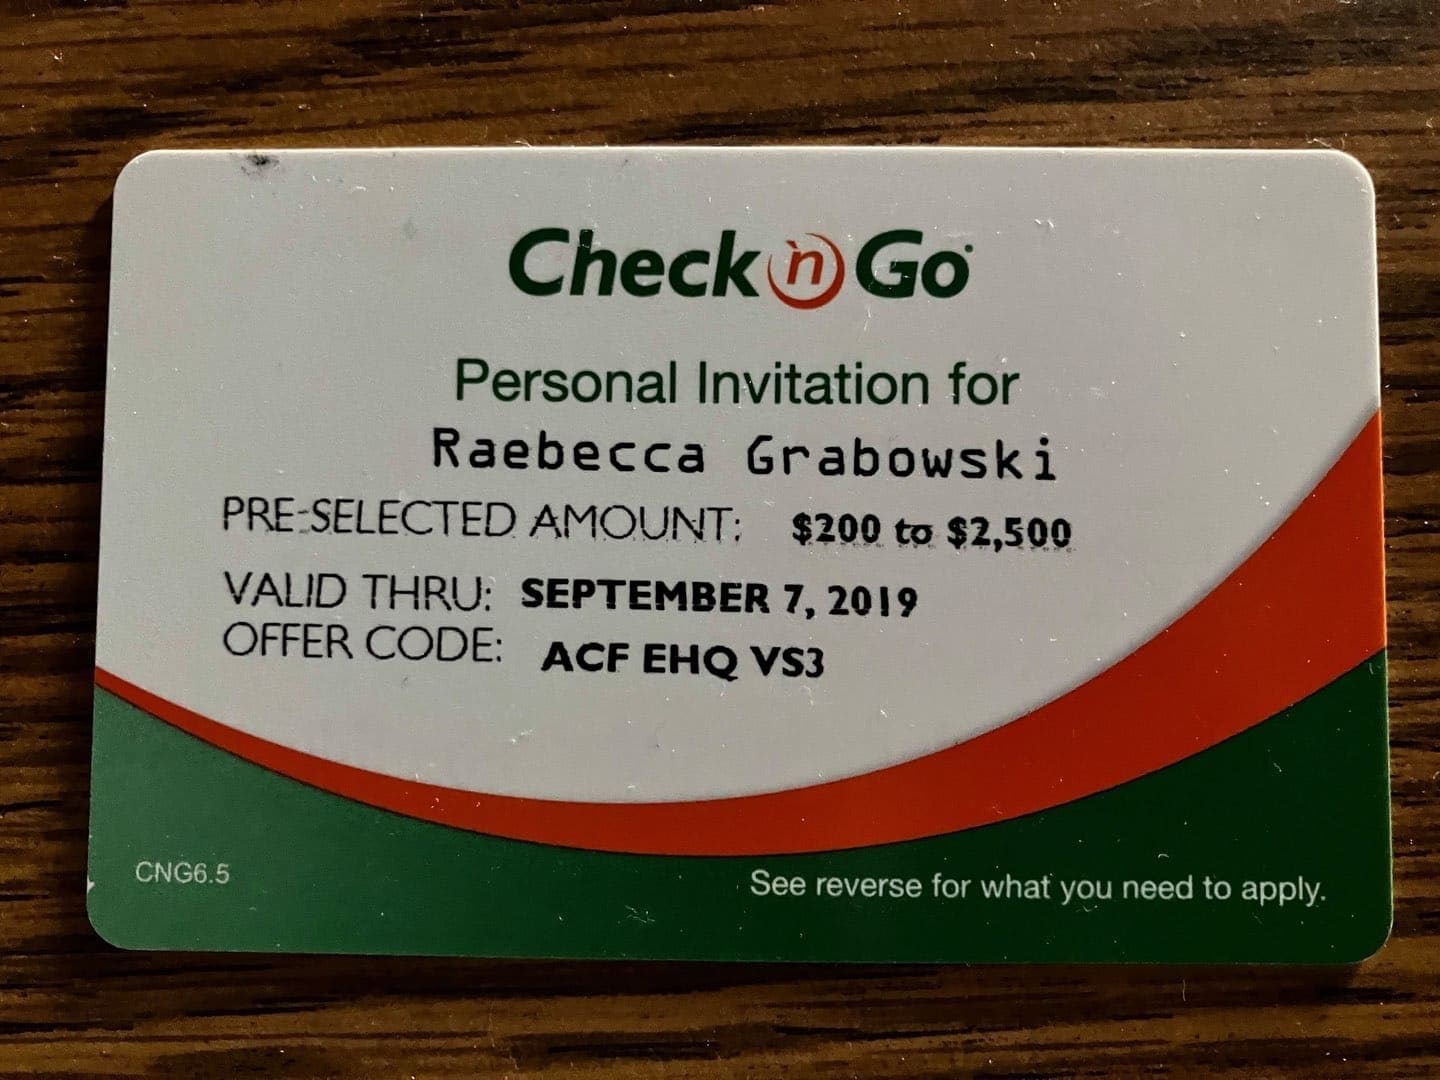 Check 'n Go
Personal Invitation for
Raebecca Grabowski
PRE-SELECTED AMOUNT: $200 to $2,500
VALID THRU: SEPTEMBER 7, 2019
OFFER CODE: ACF EHQ VS3
CNG6.5
See reverse for what you need to apply.